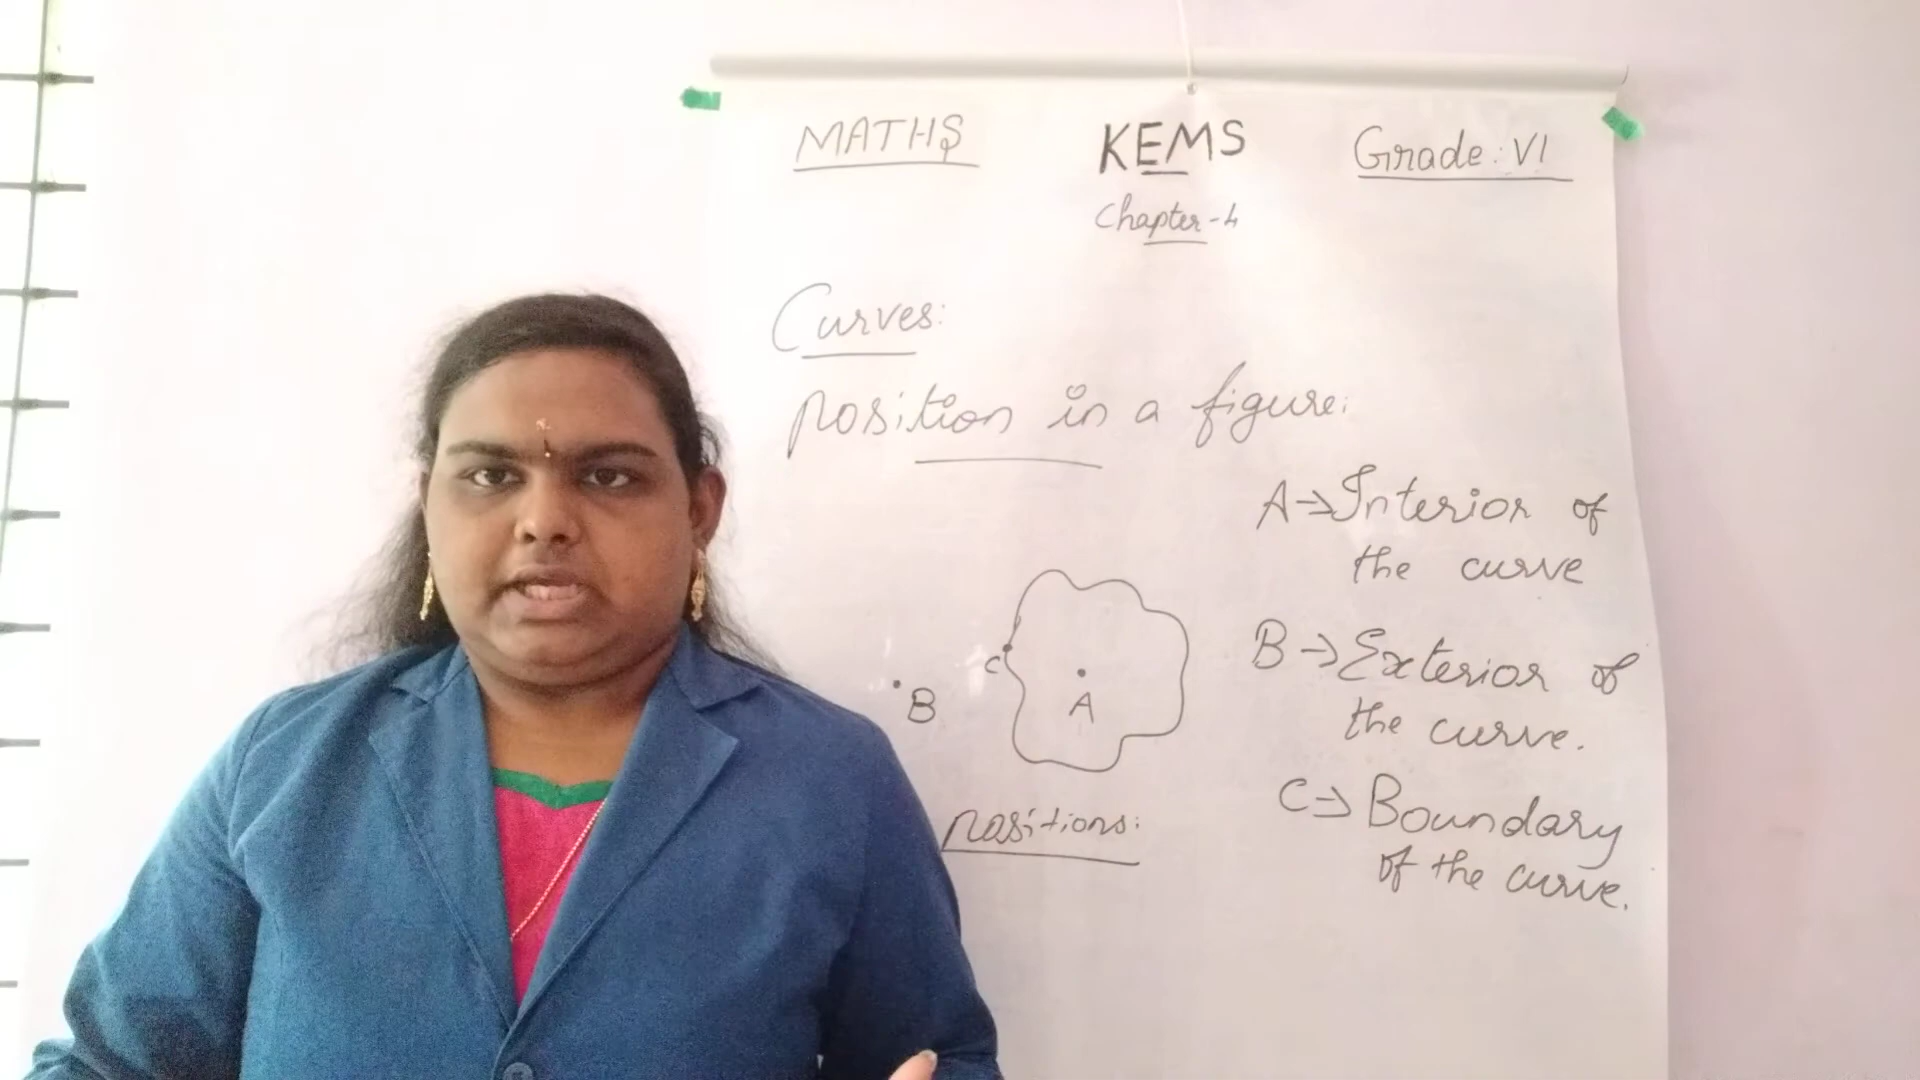 MATHS KEMS Grade: VI
Chapter-4
Curves:
position in a figure:
A→Interior of
the curve
B→Exterior of
the curve.
C→Boundary
of the curve.
C
A
B
positions: